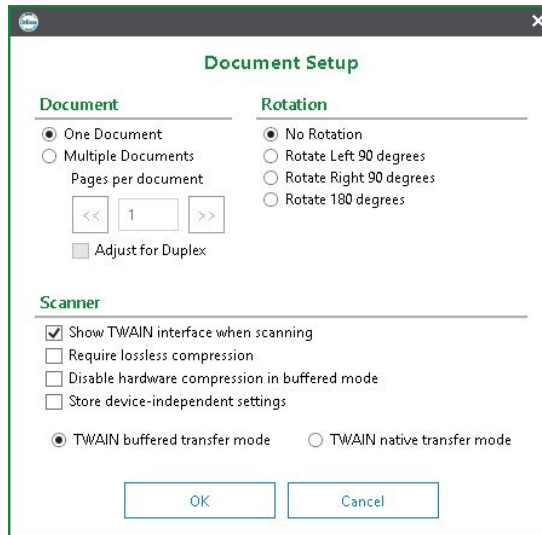 Document Setup
Document
One Document
Multiple Documents
Pages per document
<< 1 >>
Adjust for Duplex
Rotation
No Rotation
Rotate Left 90 degrees
Rotate Right 90 degrees
Rotate 180 degrees
Scanner
Show TWAIN interface when scanning
Require lossless compression
Disable hardware compression in buffered mode
Store device-independent settings
TWAIN buffered transfer mode TWAIN native transfer mode
OK Cancel